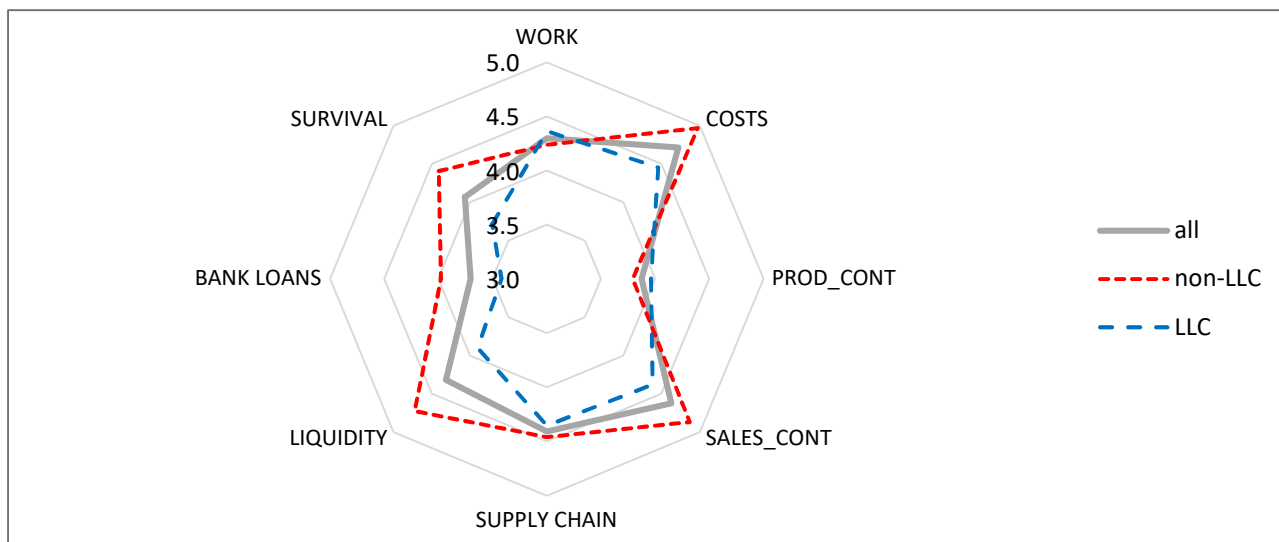 WORK
5.0
4.5
4.0
3.5
3.0
SURVIVAL
COSTS
BANK LOANS
PROD_CONT
LIQUIDITY
SALES_CONT
SUPPLY CHAIN
all
non-LLC
LLC